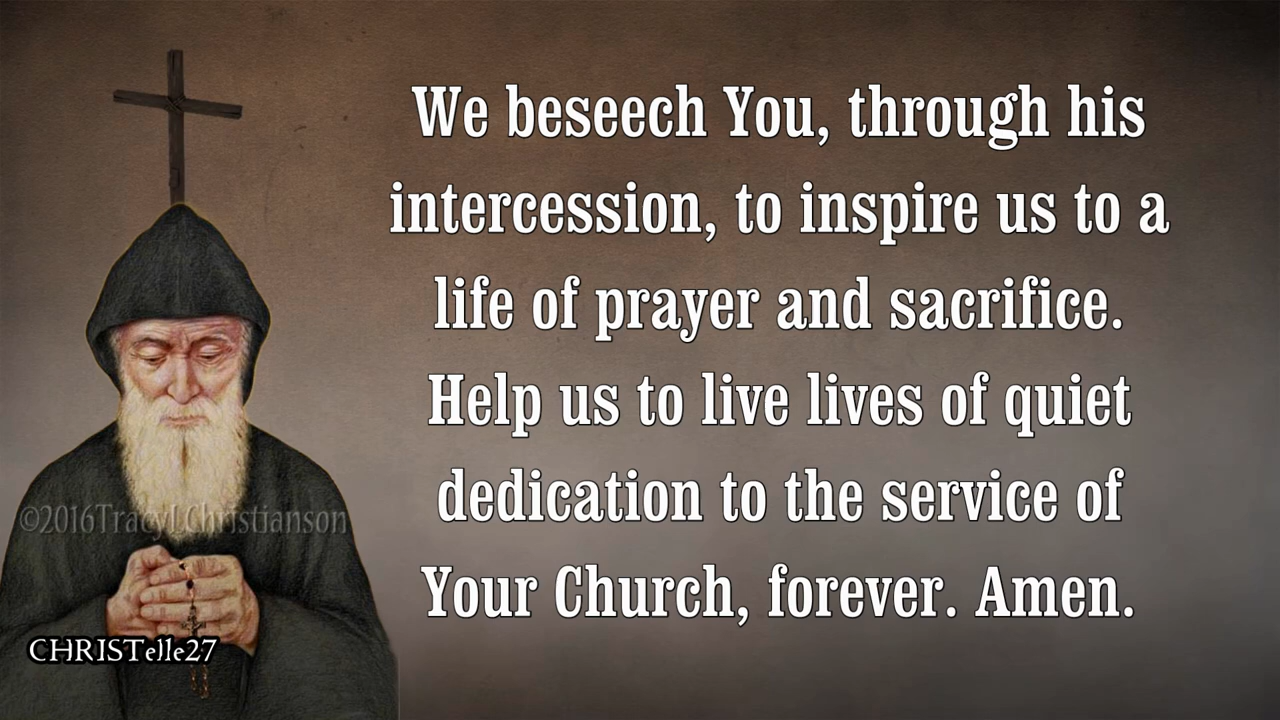 We beseech You, through his
intercession, to inspire us to a
life of prayer and sacrifice.
Help us to live lives of quiet
dedication to the service of
Your Church, forever. Amen.
©2016TracyLChristianson
CHRISTelle27